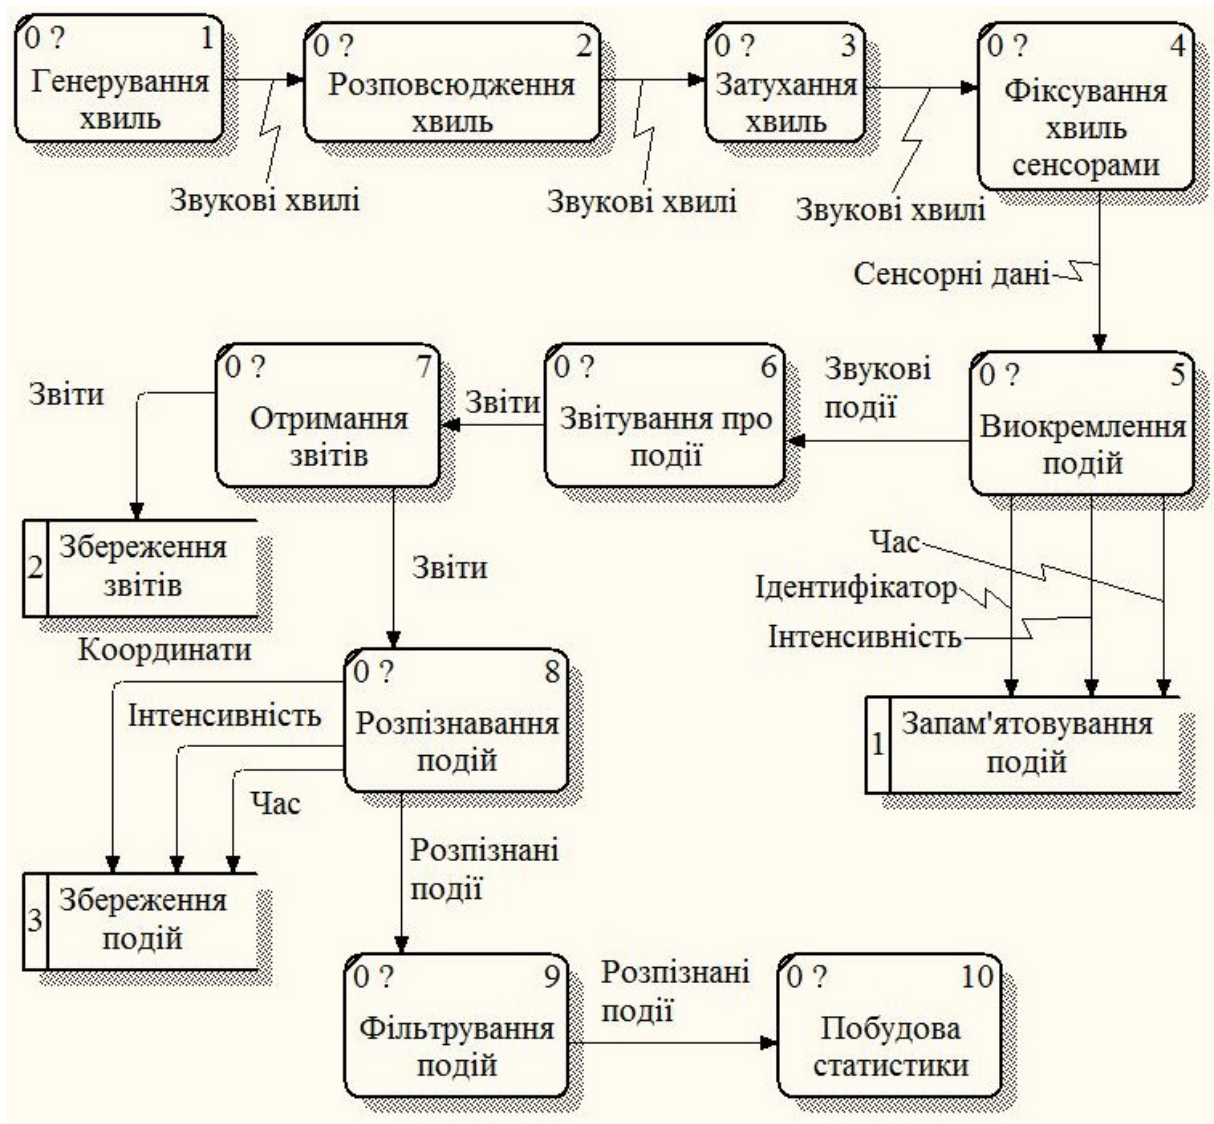 0 ? 1
Генерування
хвиль
0 ? 2
Розповсюдження
хвиль
0 ? 3
Затухання
хвиль
0 ? 4
Фіксування
хвиль
сенсорами
Звукові хвилі
Звукові хвилі
Звукові хвилі
Сенсорні дані
0 ? 5
Виокремлення
подій
Звукові
події
0 ? 6
Звітування про
події
Звіти
0 ? 7
Отримання
звітів
Звіти
2
Збереження
звітів
Звіти
Час
Ідентифікатор
Інтенсивність
1
Запам'ятовування
подій
0 ? 8
Розпізнавання
подій
Координати
Інтенсивність
Час
3
Збереження
подій
Розпізнані
події
0 ? 9
Фільтрування
подій
Розпізнані
події
0 ? 10
Побудова
статистики